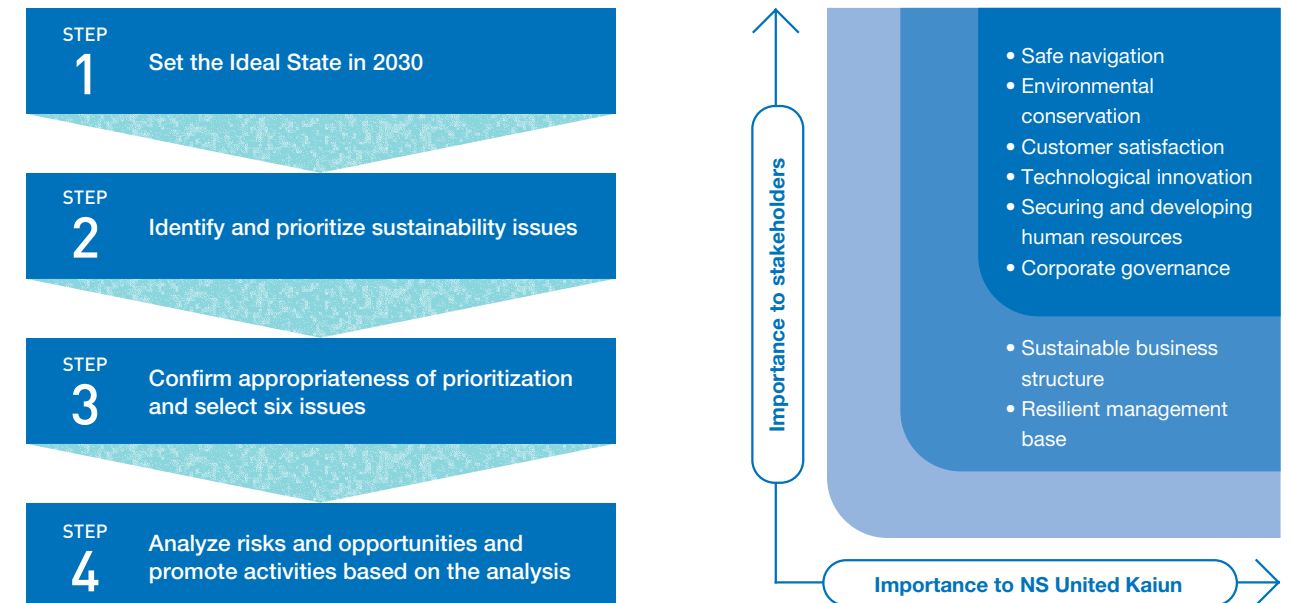 STEP
1
Set the Ideal State in 2030
STEP
2
Identify and prioritize sustainability issues
STEP
3
Confirm appropriateness of prioritization
and select six issues
STEP
4
Analyze risks and opportunities and
promote activities based on the analysis
Importance to stakeholders
• Safe navigation
• Environmental
conservation
• Customer satisfaction
• Technological innovation
• Securing and developing
human resources
• Corporate governance
• Sustainable business
structure
• Resilient management
base
Importance to NS United Kaiun